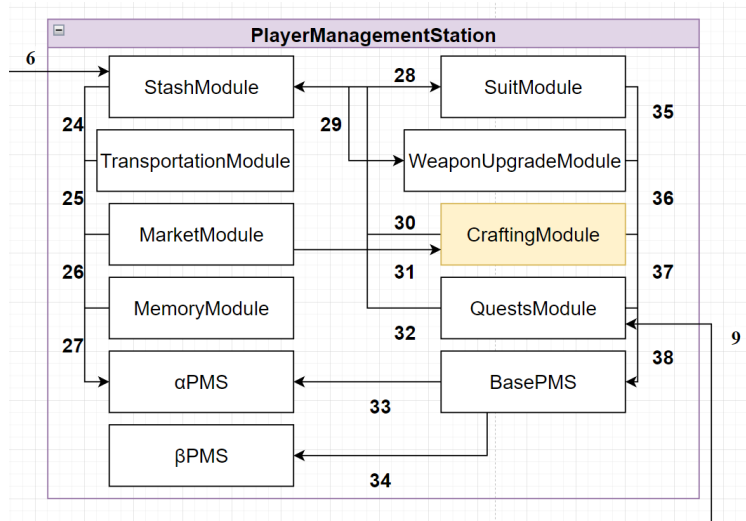 PlayerManagementStation
6
StashModule
28
SuitModule
24
29
35
TransportationModule
WeaponUpgradeModule
25
36
MarketModule
30
CraftingModule
26
31
37
MemoryModule
32
QuestsModule
9
27
38
αPMS
33
BasePMS
βPMS
34